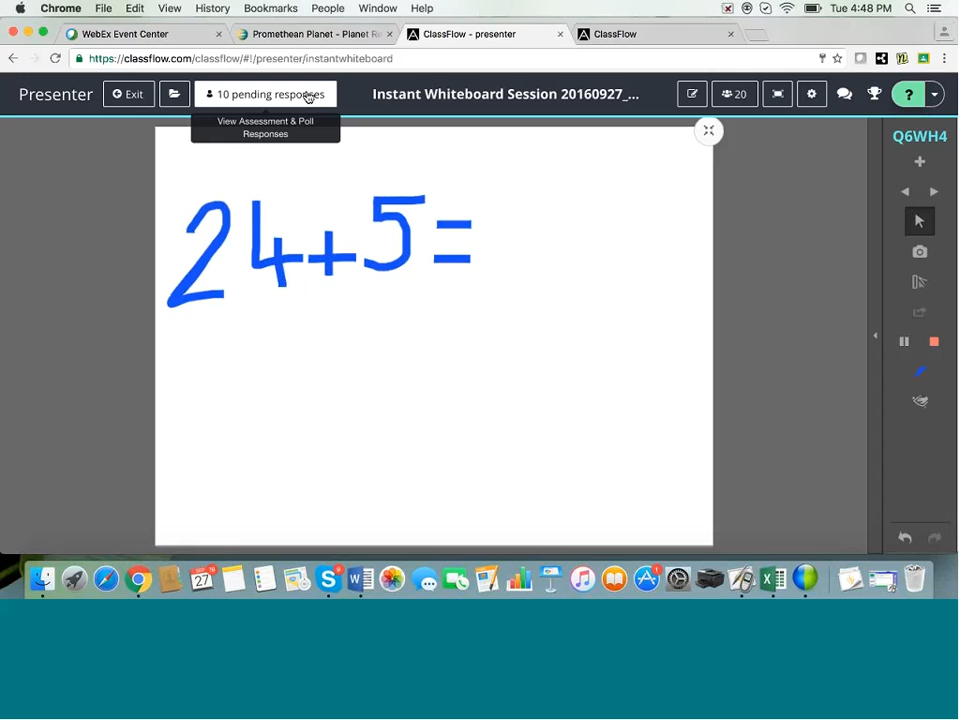 Chrome File Edit View History Bookmarks People Window Help Tue 4:48 PM
WebEx Event Center Promethean Planet - Planet Re ClassFlow - presenter ClassFlow
https://classflow.com/classflow/#!/presenter/instantwhiteboard
Presenter Exit 10 pending responses Instant Whiteboard Session 20160927_... 20 ?
View Assessment & Poll
Responses
Q6WH4
24+5=
27